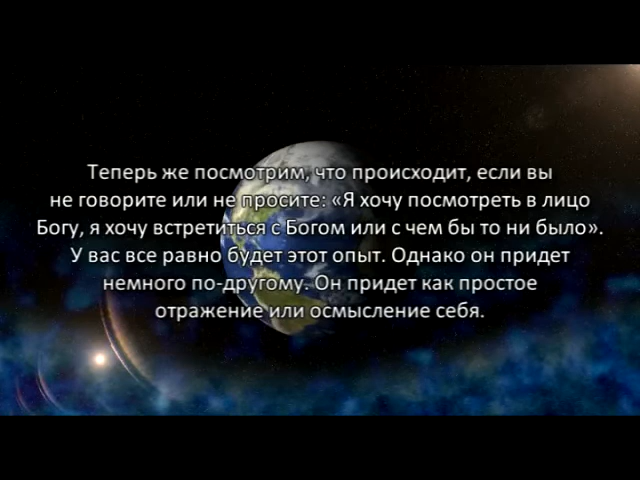 Теперь же посмотрим, что происходит, если вы
не говорите или не просите: «Я хочу посмотреть в лицо
Богу, я хочу встретиться с Богом или с чем бы то ни было».
У вас все равно будет этот опыт. Однако он придет
немного по-другому. Он придет как простое
отражение или осмысление себя.